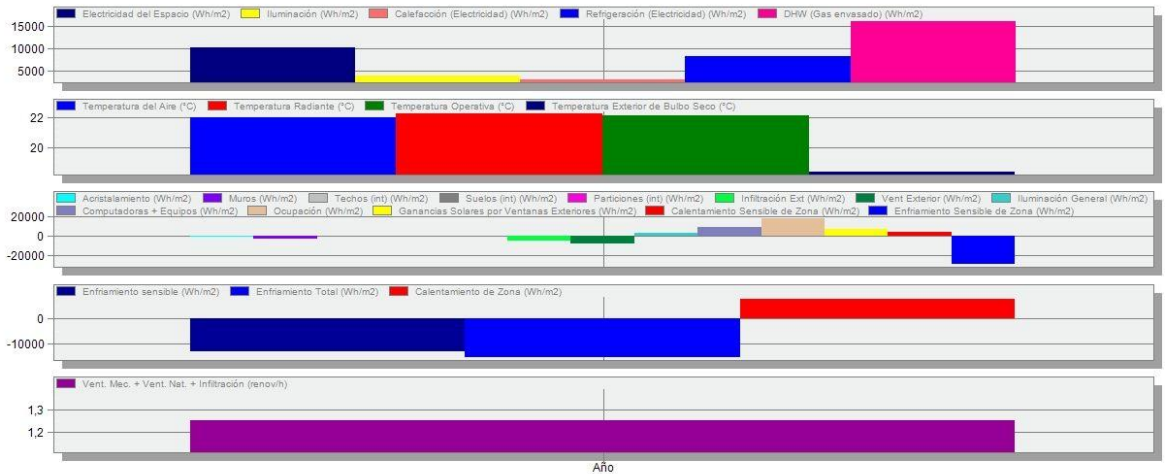 Electricidad del Espacio (Wh/m2) Iluminación (Wh/m2) Calefacción (Electricidad) (Wh/m2) Refrigeración (Electricidad) (Wh/m2) DHW (Gas envasado) (Wh/m2)
15000
10000
5000
Temperatura del Aire (°C) Temperatura Radiante (°C) Temperatura Operativa (°C) Temperatura Exterior de Bulbo Seco (°C)
22
20
Acristalamiento (Wh/m2) Muros (Wh/m2) Techos (int) (Wh/m2) Suelos (int) (Wh/m2) Particiones (int) (Wh/m2) Infiltración Ext (Wh/m2) Vent Exterior (Wh/m2) Iluminación General (Wh/m2)
Computadoras + Equipos (Wh/m2) Ocupación (Wh/m2) Ganancias Solares por Ventanas Exteriores (Wh/m2) Calentamiento Sensible de Zona (Wh/m2) Enfriamiento Sensible de Zona (Wh/m2)
20000
0
-20000
Enfriamiento sensible (Wh/m2) Enfriamiento Total (Wh/m2) Calentamiento de Zona (Wh/m2)
0
-10000
Vent. Mec. + Vent. Nat. + Infiltración (renov/h)
1,3
1,2
Año